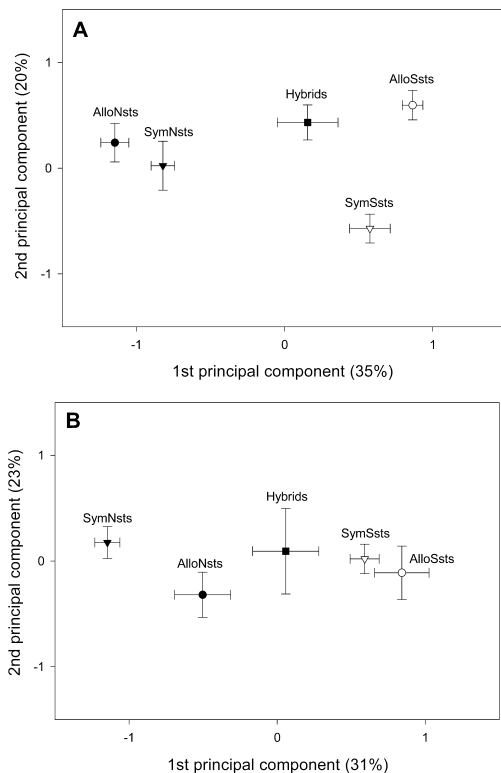 A
2nd principal component (20%)
1
0
-1
AlloNsts
SymNsts
Hybrids
AlloSsts
SymSsts
-1
0
1
1st principal component (35%)
B
2nd principal component (23%)
1
0
-1
SymNsts
AlloNsts
Hybrids
SymSsts
AlloSsts
-1
0
1
1st principal component (31%)